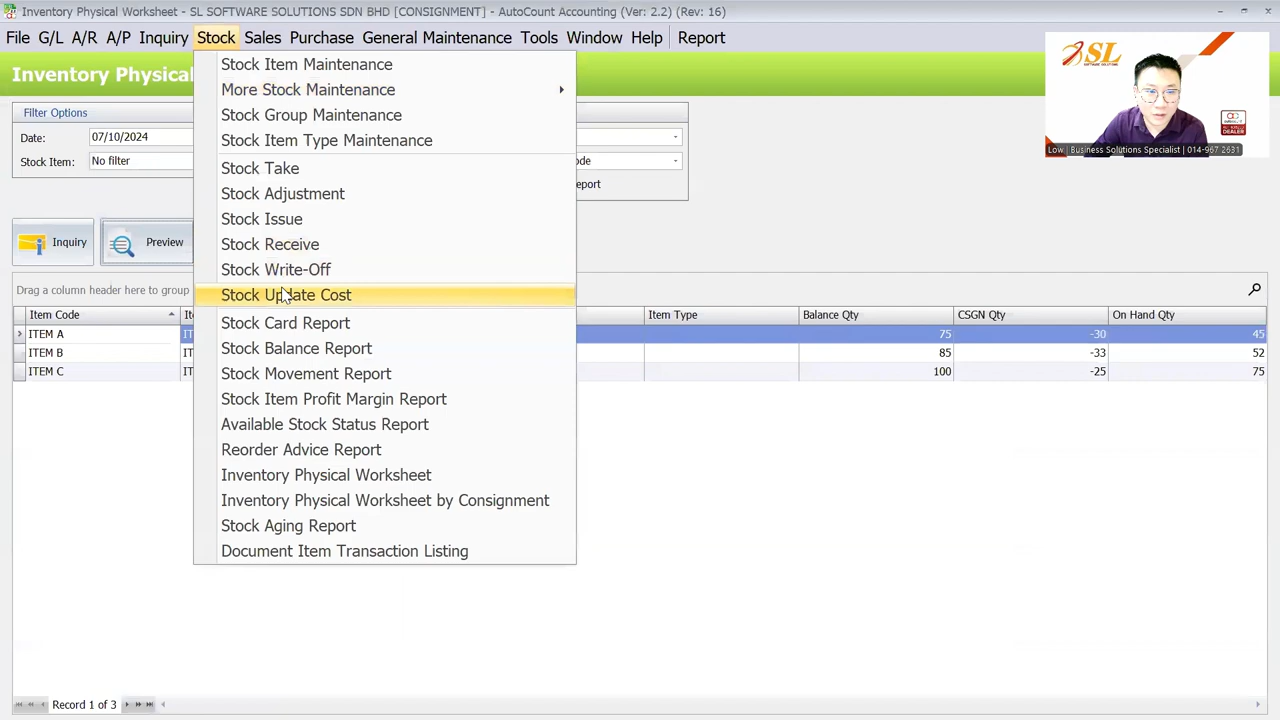 Inventory Physical Worksheet - SL SOFTWARE SOLUTIONS SDN BHD [CONSIGNMENT] - AutoCount Accounting (Ver: 2.2) (Rev: 16)
File G/L A/R A/P Inquiry Stock Sales Purchase General Maintenance Tools Window Help Report
Inventory Physical
Filter Options
Date: 07/10/2024
Stock Item: No filter
ode
eport
Inquiry
Preview
Stock Item Maintenance
More Stock Maintenance
Stock Group Maintenance
Stock Item Type Maintenance
Stock Take
Stock Adjustment
Stock Issue
Stock Receive
Stock Write-Off
Stock Update Cost
Stock Card Report
Stock Balance Report
Stock Movement Report
Stock Item Profit Margin Report
Available Stock Status Report
Reorder Advice Report
Inventory Physical Worksheet
Inventory Physical Worksheet by Consignment
Stock Aging Report
Document Item Transaction Listing
SL
SOFTWARE SOLUTIONS
DEALER
Low | Business Solutions Specialist | 014-967 2631
Drag a column header here to group
Item Code It Item Type Balance Qty CSGN Qty On Hand Qty
ITEM A IT 75 -30 45
ITEM B IT 85 -33 52
ITEM C IT 100 -25 75
Record 1 of 3